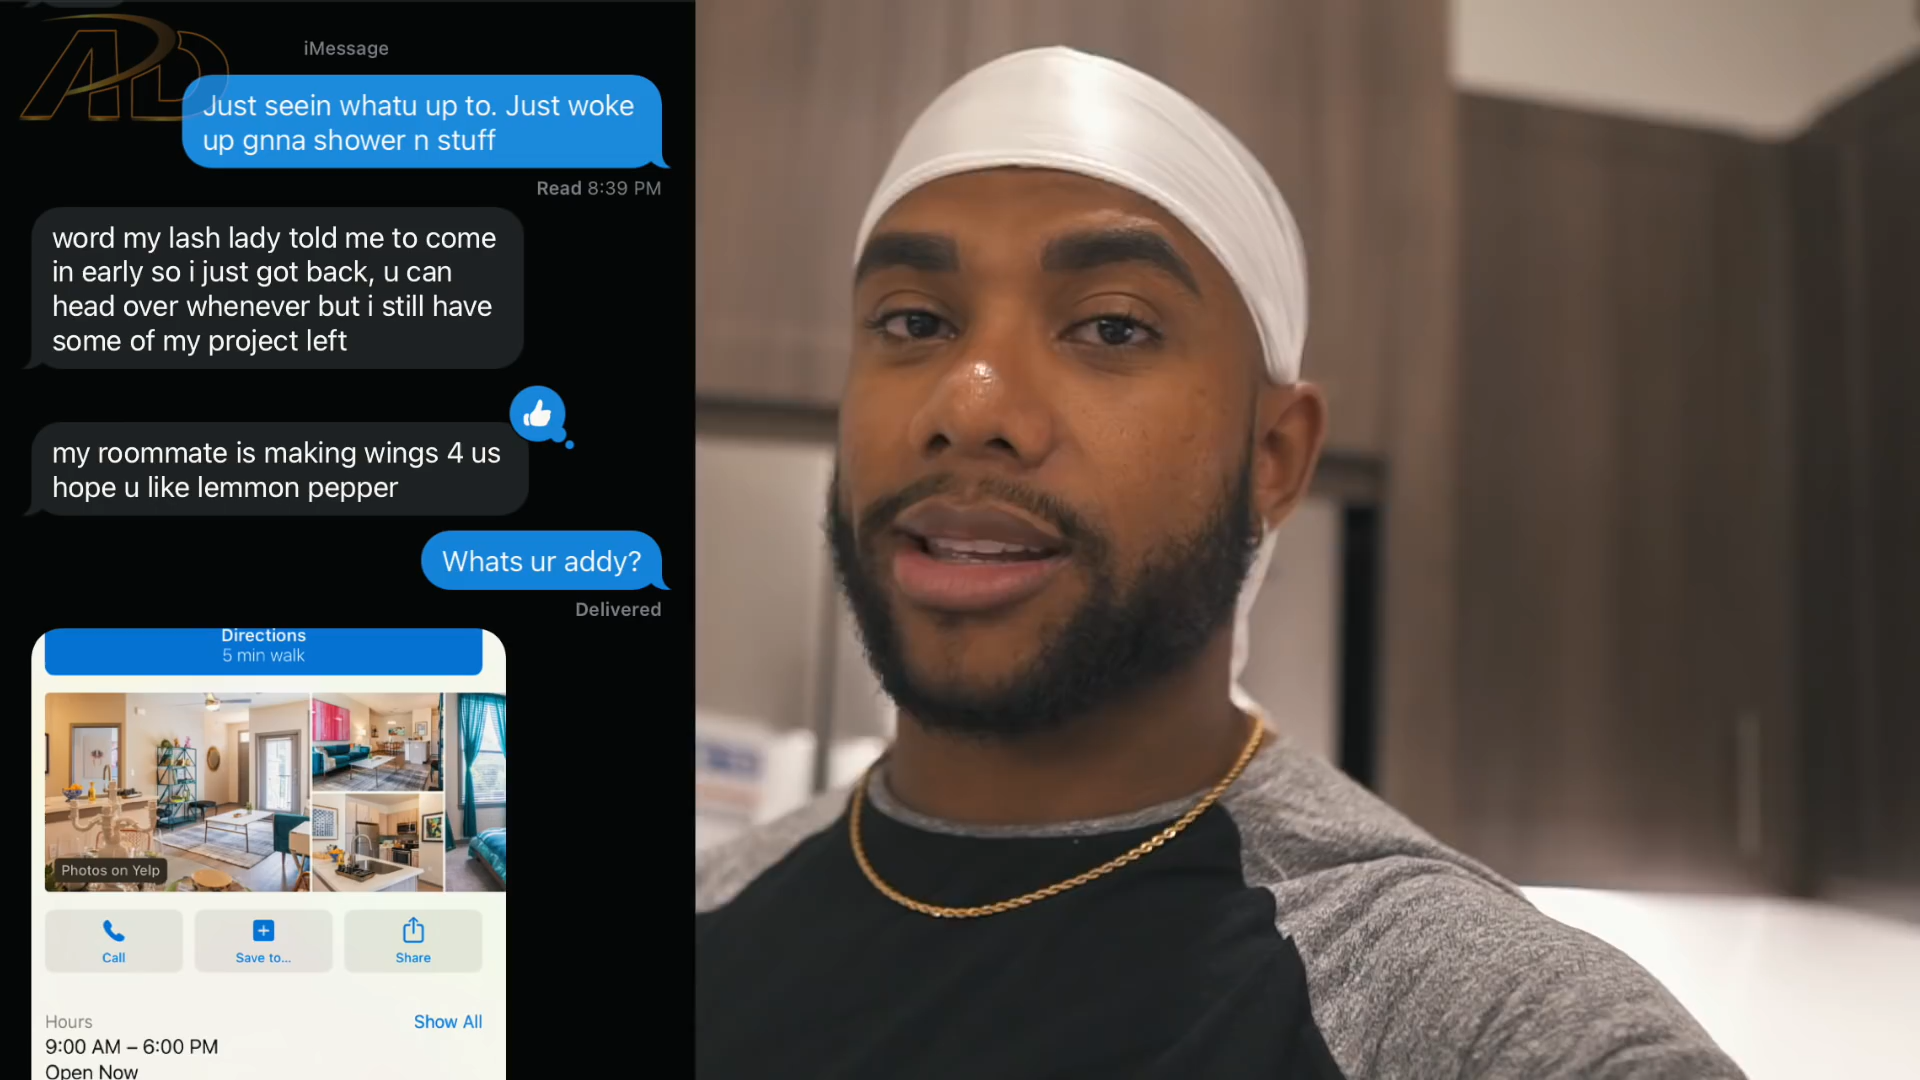 APD
iMessage
Just seein whatu up to. Just woke
up gnna shower n stuff
Read 8:39 PM
word my lash lady told me to come
in early so i just got back, u can
head over whenever but i still have
some of my project left
my roommate is making wings 4 us
hope u like lemmon pepper
Whats ur addy?
Delivered
Directions
5 min walk
Photos on Yelp
Call
Save to...
Share
Hours
Show All
9:00 AM – 6:00 PM
Open Now